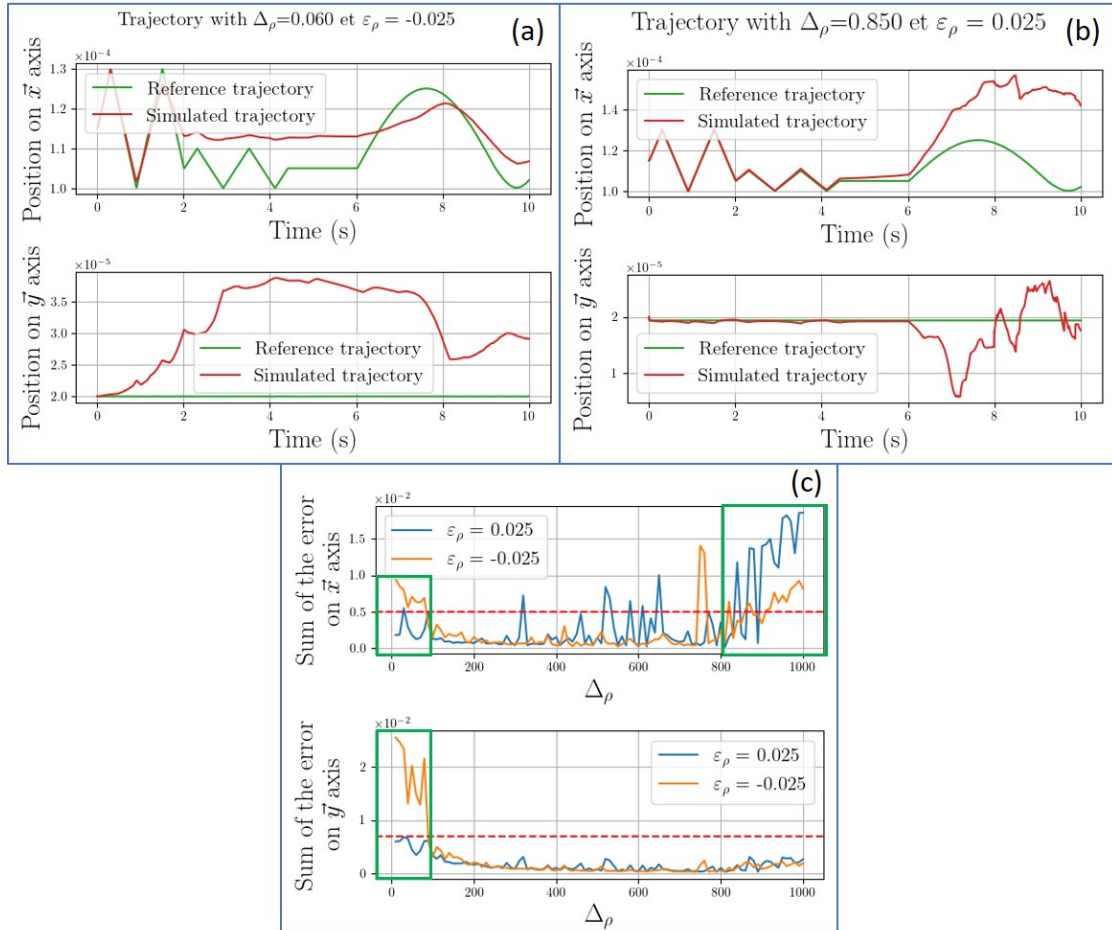 Trajectory with Δρ=0.060 et ερ = -0.025
(a)
×10⁻⁴
1.3
1.2
1.1
1.0
Position on x⃗ axis
Reference trajectory
Simulated trajectory
0 2 4 6 8 10
Time (s)
×10⁻⁵
3.5
3.0
2.5
2.0
Position on y⃗ axis
Reference trajectory
Simulated trajectory
0 2 4 6 8 10
Time (s)
Trajectory with Δρ=0.850 et ερ = 0.025
(b)
×10⁻⁴
1.4
1.2
1.0
Position on x⃗ axis
Reference trajectory
Simulated trajectory
0 2 4 6 8 10
Time (s)
×10⁻⁵
2
1
Position on y⃗ axis
Reference trajectory
Simulated trajectory
0 2 4 6 8 10
Time (s)
(c)
×10⁻²
1.5
1.0
0.5
0.0
Sum of the error
on x⃗ axis
ερ = 0.025
ερ = -0.025
0 200 400 600 800 1000
Δρ
×10⁻²
2
1
0
Sum of the error
on y⃗ axis
ερ = 0.025
ερ = -0.025
0 200 400 600 800 1000
Δρ